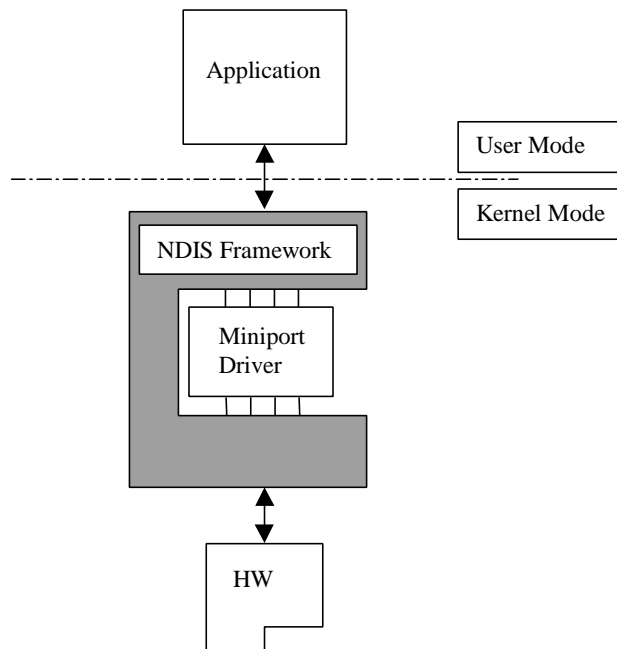 Application
User Mode
Kernel Mode
NDIS Framework
Miniport
Driver
HW